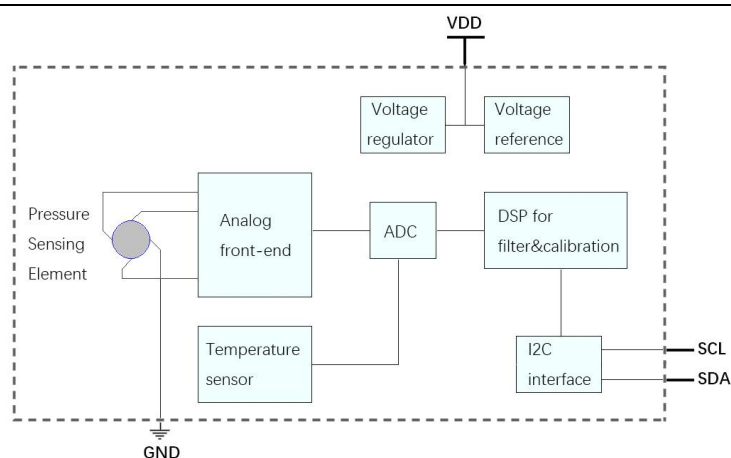 VDD
Voltage
regulator
Voltage
reference
Pressure
Sensing
Element
Analog
front-end
ADC
DSP for
filter&calibration
Temperature
sensor
I2C
interface
SCL
SDA
GND